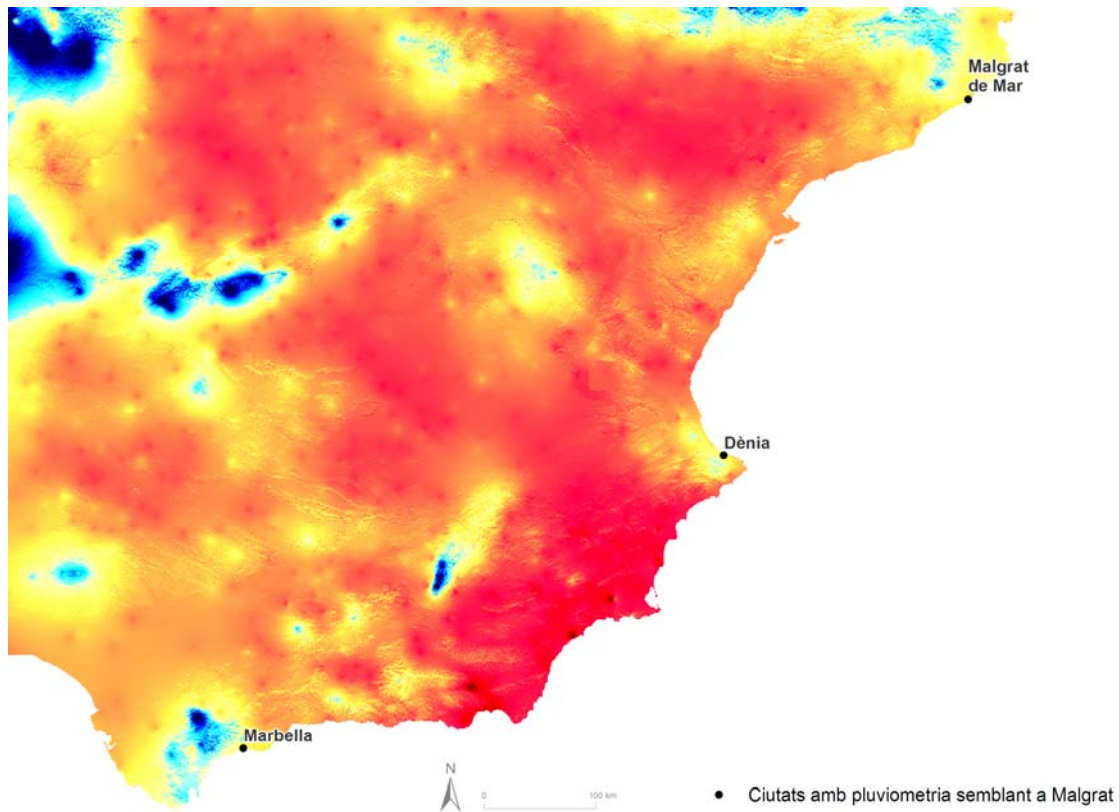 Malgrat
de Mar
Dènia
Marbella
N
0 100 km
Ciutats amb pluviometria semblant a Malgrat